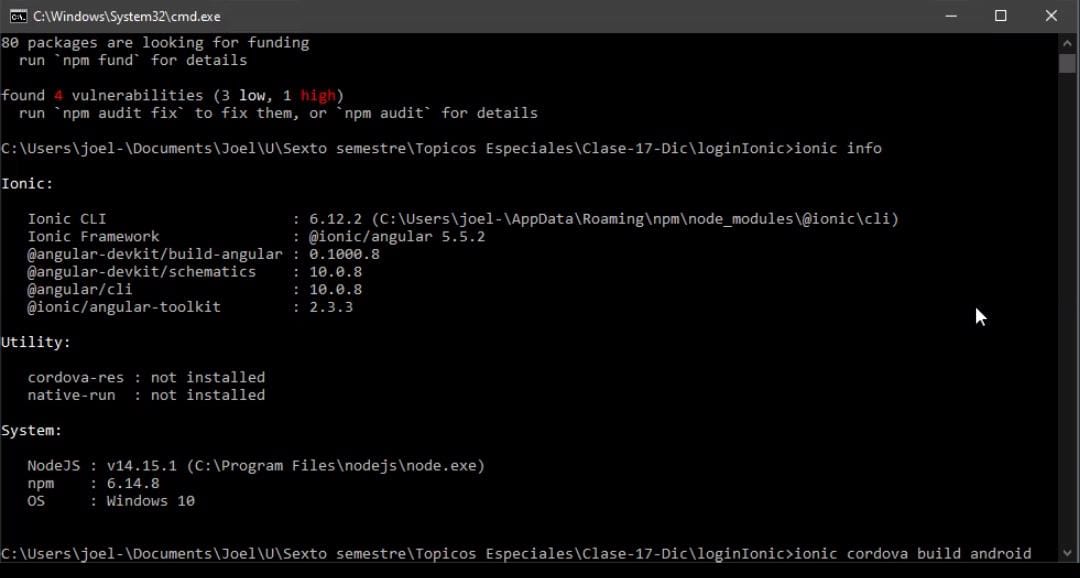 C:\Windows\System32\cmd.exe
80 packages are looking for funding
run `npm fund` for details
found 4 vulnerabilities (3 low, 1 high)
run `npm audit fix` to fix them, or `npm audit` for details
C:\Users\joel-\Documents\Joel\U\Sexto semestre\Topicos Especiales\Clase-17-Dic\loginIonic>ionic info
Ionic:
Ionic CLI : 6.12.2 (C:\Users\joel-\AppData\Roaming\npm\node_modules\@ionic\cli)
Ionic Framework : @ionic/angular 5.5.2
@angular-devkit/build-angular : 0.1000.8
@angular-devkit/schematics : 10.0.8
@angular/cli : 10.0.8
@ionic/angular-toolkit : 2.3.3
Utility:
cordova-res : not installed
native-run : not installed
System:
NodeJS : v14.15.1 (C:\Program Files\nodejs\node.exe)
npm : 6.14.8
OS : Windows 10
C:\Users\joel-\Documents\Joel\U\Sexto semestre\Topicos Especiales\Clase-17-Dic\loginIonic>ionic cordova build android